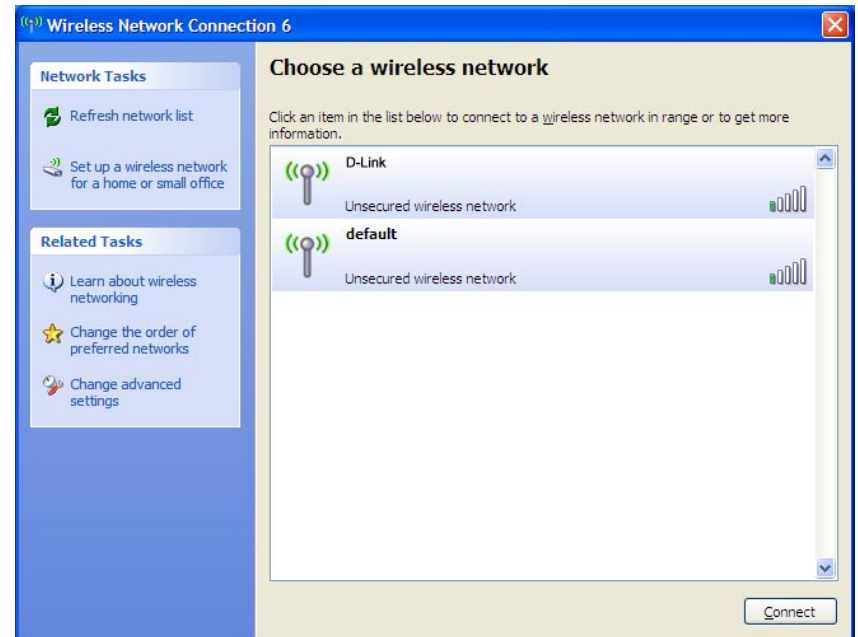 Wireless Network Connection 6
Network Tasks
Refresh network list
Set up a wireless network
for a home or small office
Related Tasks
Learn about wireless
networking
Change the order of
preferred networks
Change advanced
settings
Choose a wireless network
Click an item in the list below to connect to a wireless network in range or to get more
information.
D-Link
Unsecured wireless network
default
Unsecured wireless network
Connect